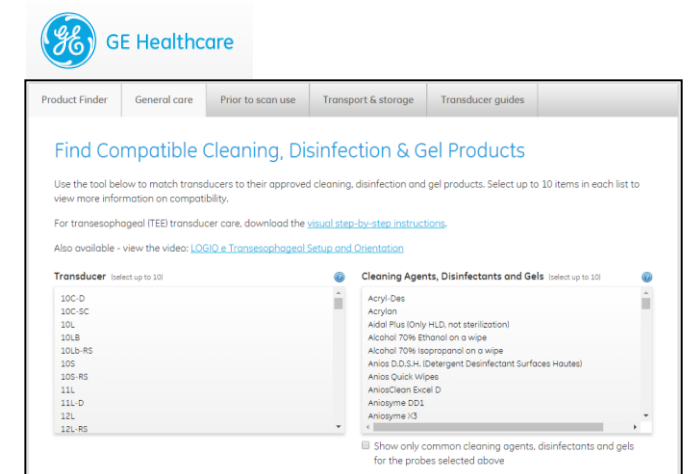 GE Healthcare
Product Finder
General care
Prior to scan use
Transport & storage
Transducer guides
Find Compatible Cleaning, Disinfection & Gel Products
Use the tool below to match transducers to their approved cleaning, disinfection and gel products. Select up to 10 items in each list to
view more information on compatibility.
For transesophageal (TEE) transducer care, download the visual step-by-step instructions.
Also available - view the video: LOGIQ e Transesophageal Setup and Orientation
Transducer (select up to 10)
10C-D
10C-SC
10L
10LB
10Lb-RS
10S
10S-RS
11L
11L-D
12L
12L-RS
Cleaning Agents, Disinfectants and Gels (select up to 10)
Acryl-Des
Acrylan
Aidal Plus (Only HLD, not sterilization)
Alcohol 70% Ethanol on a wipe
Alcohol 70% Isopropanol on a wipe
Anios D.D.S.H. (Detergent Desinfectant Surfaces Hautes)
Anios Quick Wipes
AniosClean Excel D
Aniosyme DD1
Aniosyme X3
Show only common cleaning agents, disinfectants and gels
for the probes selected above